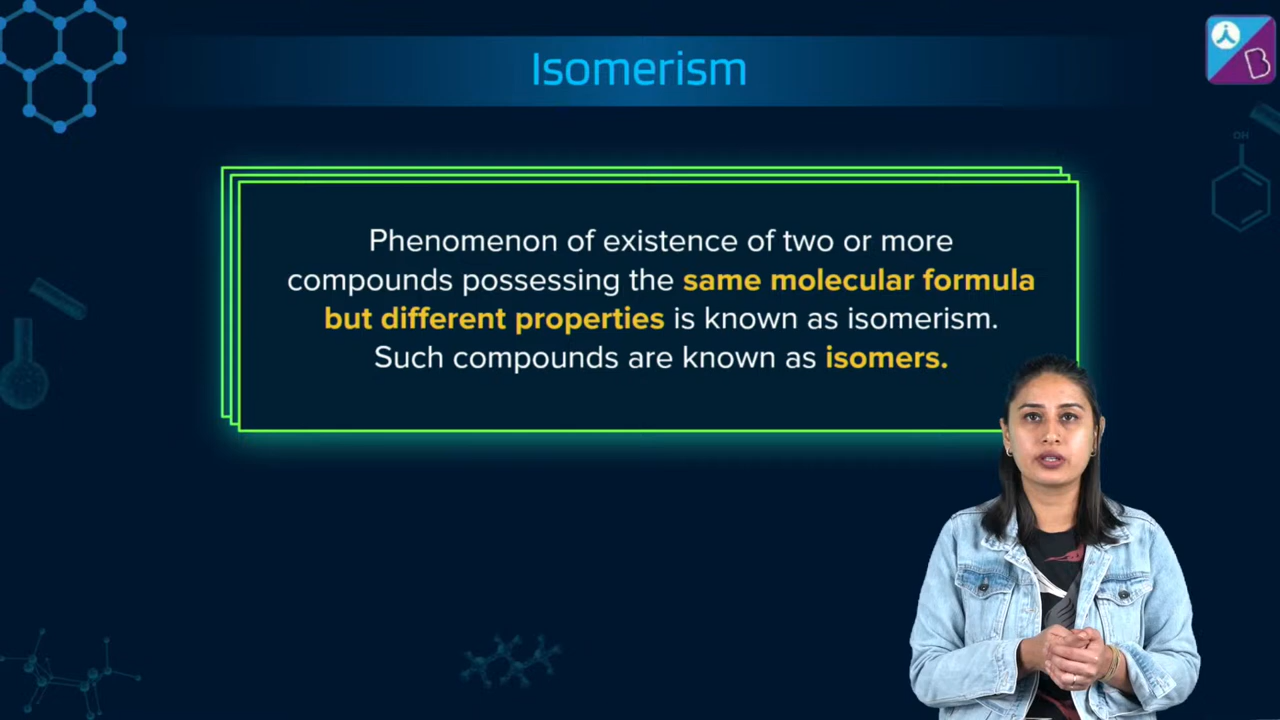 Isomerism
B
OH
Phenomenon of existence of two or more
compounds possessing the same molecular formula
but different properties is known as isomerism.
Such compounds are known as isomers.